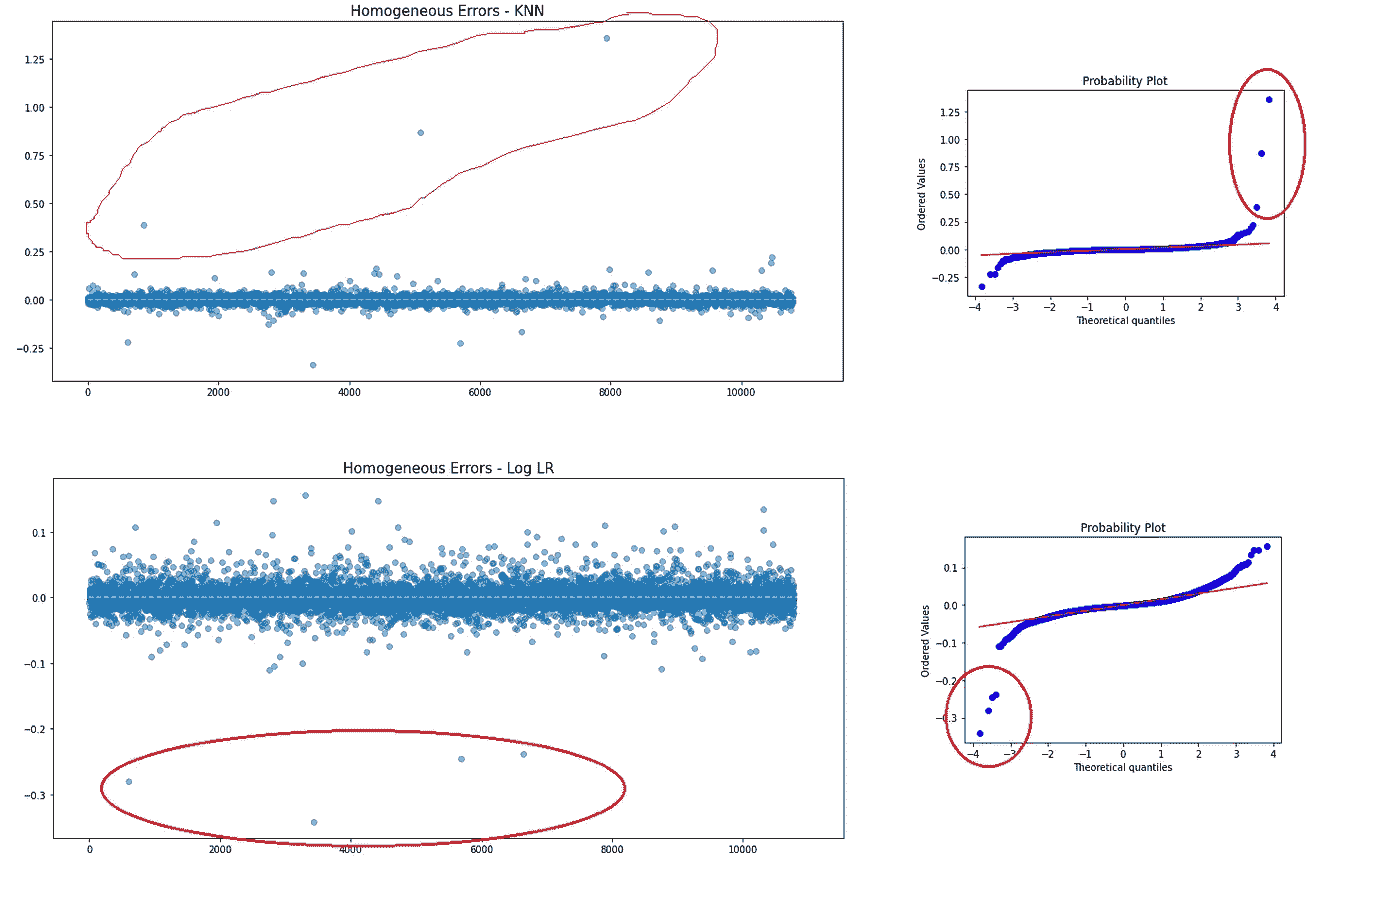 Homogeneous Errors - KNN
1.25
1.00
0.75
0.50
0.25
0.00
−0.25
0 2000 4000 6000 8000 10000
Probability Plot
Ordered Values
1.25
1.00
0.75
0.50
0.25
0.00
−0.25
−4 −3 −2 −1 0 1 2 3 4
Theoretical quantiles
Homogeneous Errors - Log LR
0.1
0.0
−0.1
−0.2
−0.3
0 2000 4000 6000 8000 10000
Probability Plot
Ordered Values
0.1
0.0
−0.1
−0.2
−0.3
−4 −3 −2 −1 0 1 2 3 4
Theoretical quantiles